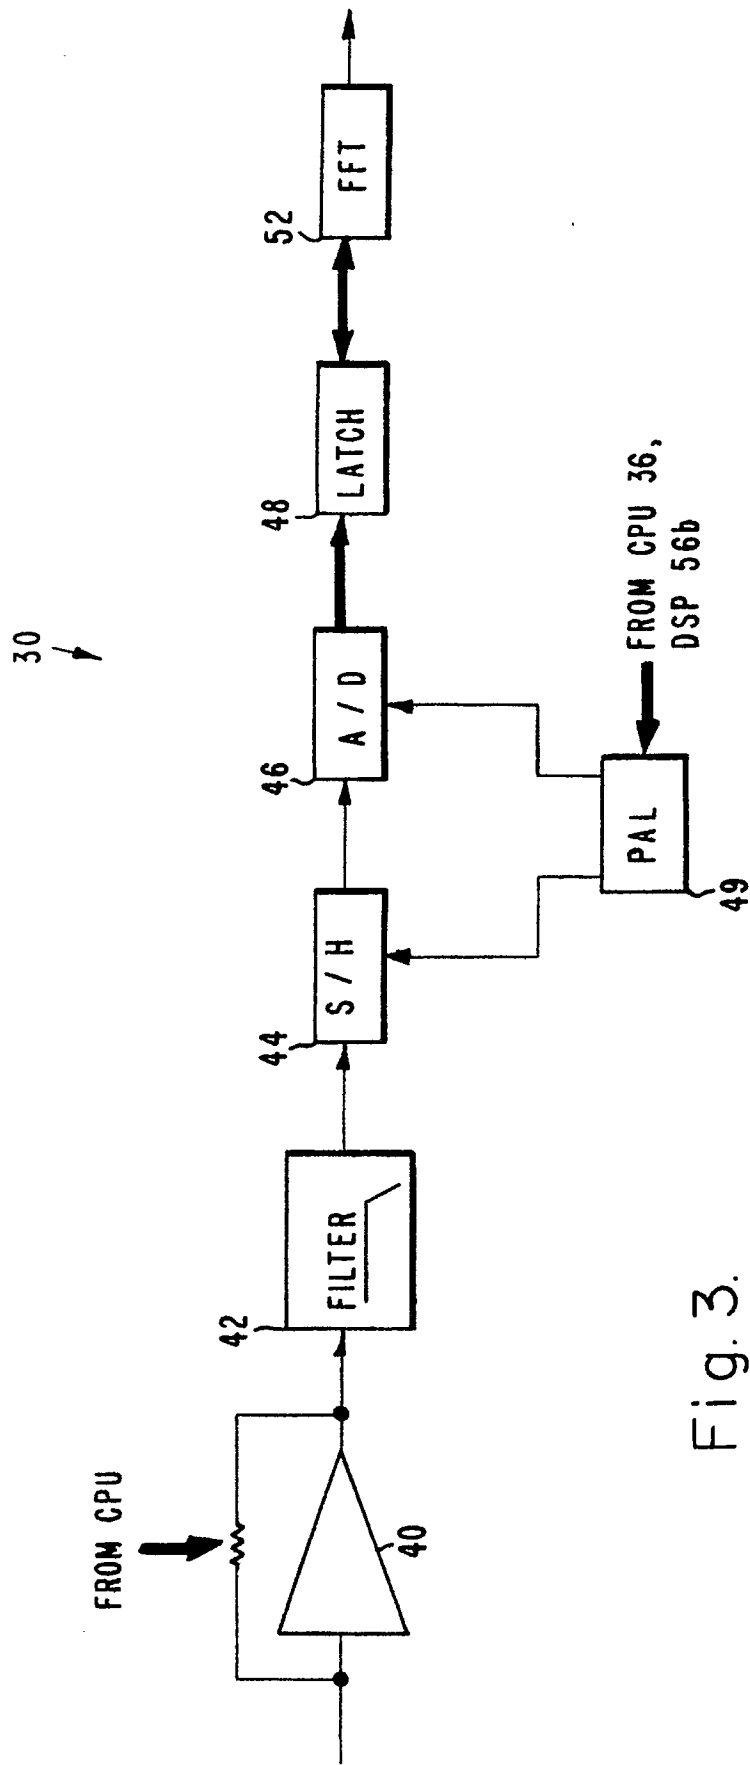 30
FROM CPU
40
42
FILTER
44
S/H
46
A/D
48
LATCH
52
FFT
49
PAL
FROM CPU 36,
DSP 56b
Fig. 3.